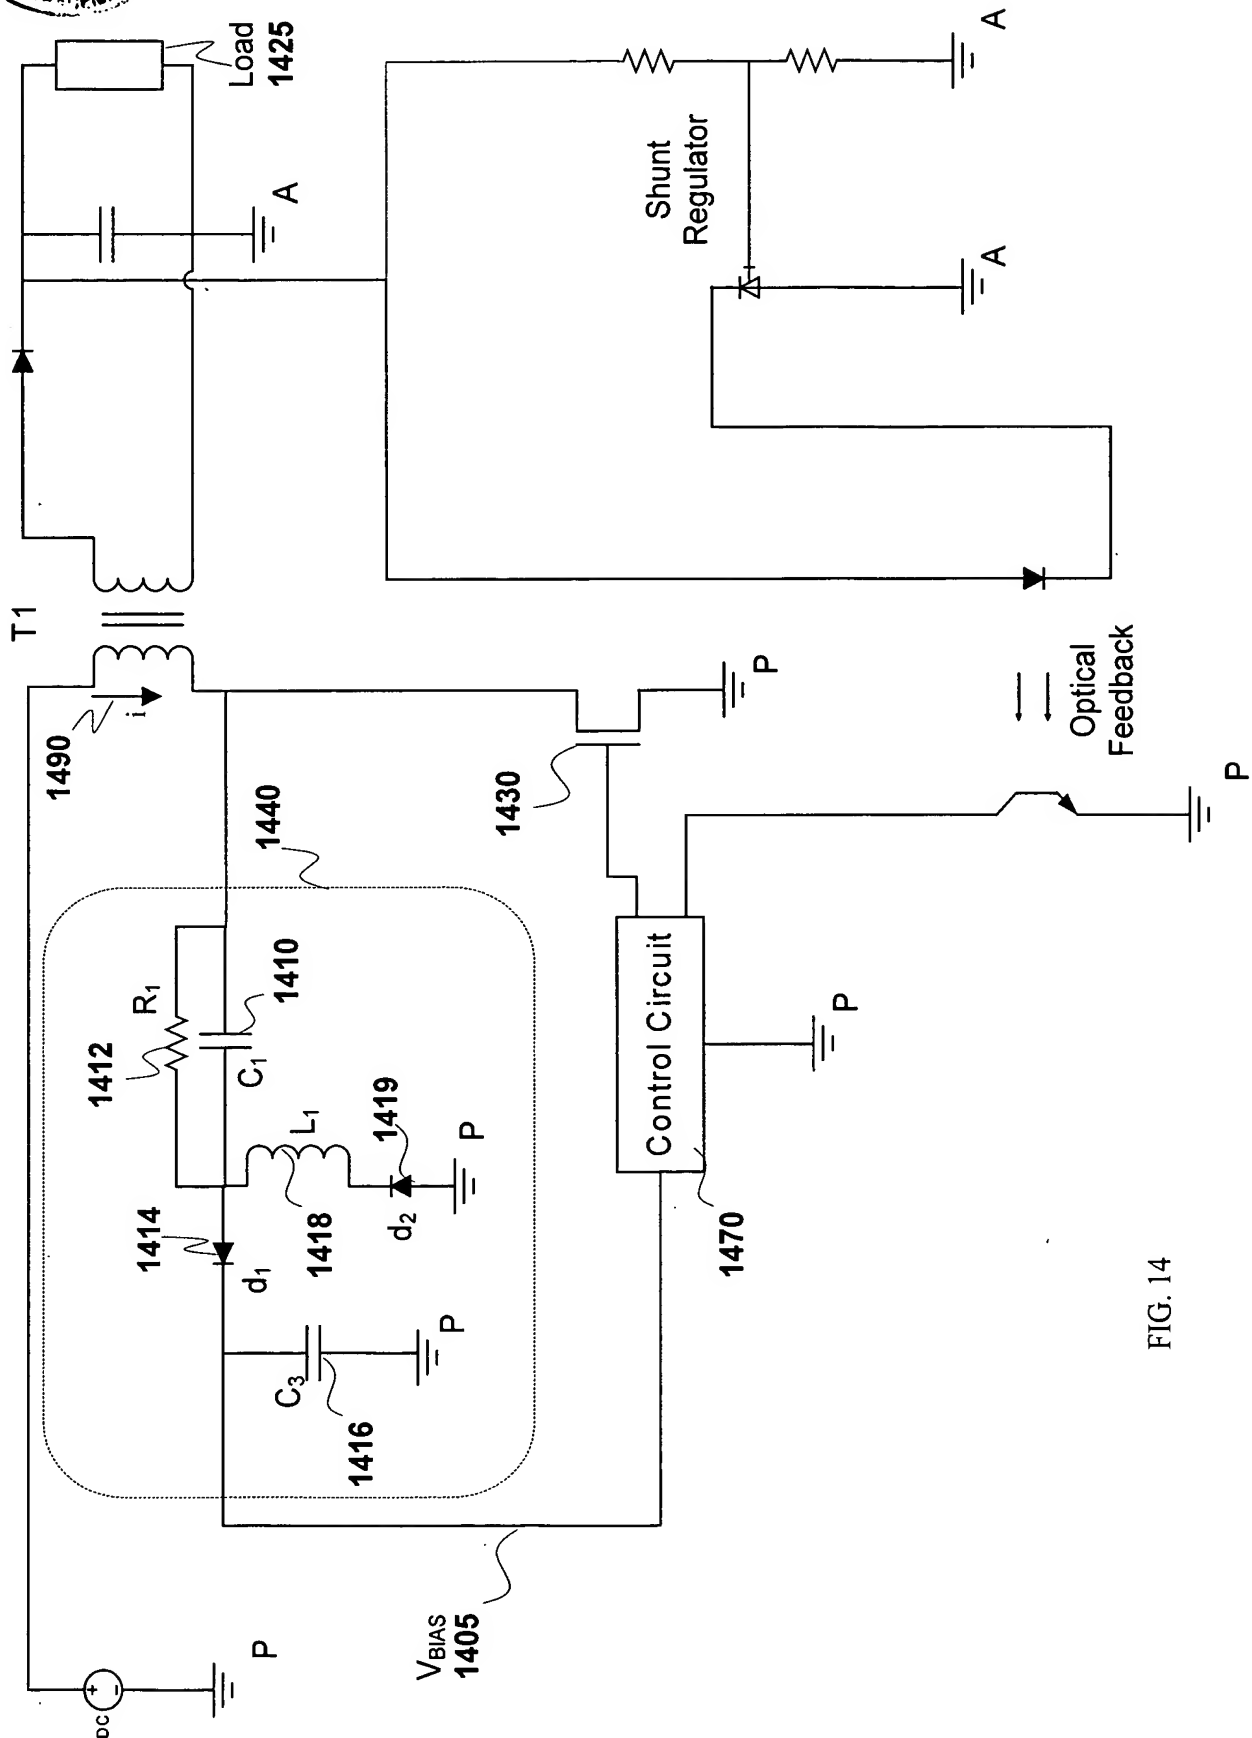 T1
Load
1425
A
1490
i
1440
R1
1412
C1
1410
1414
d1
L1
1418
1419
d2
P
C3
1416
P
DC
P
VBIAS
1405
1430
P
Shunt
Regulator
A
A
Control Circuit
1470
P
Optical
Feedback
P
FIG. 14